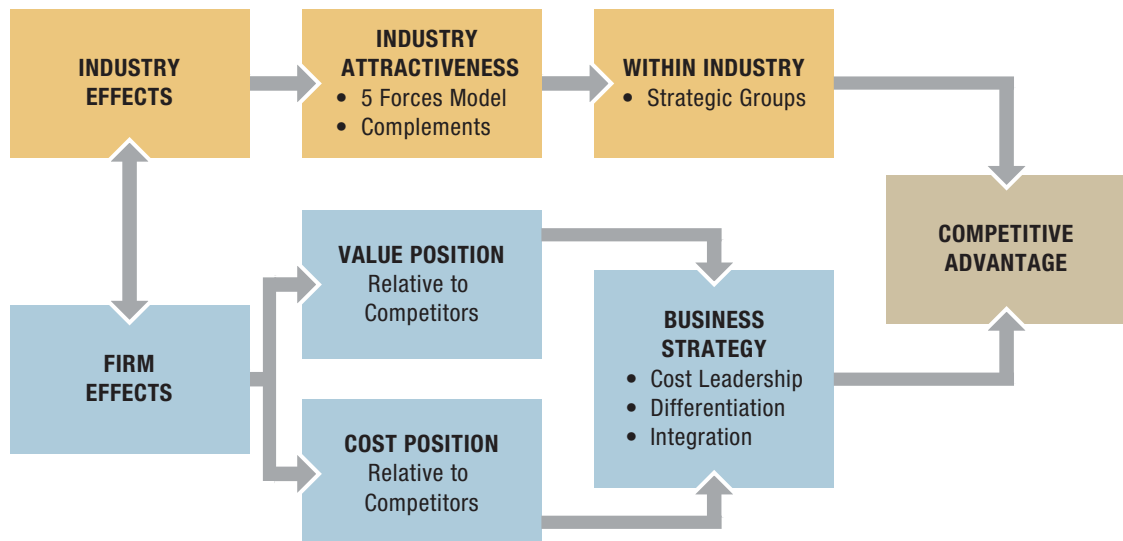 INDUSTRY
EFFECTS
INDUSTRY
ATTRACTIVENESS
• 5 Forces Model
• Complements
WITHIN INDUSTRY
• Strategic Groups
COMPETITIVE
ADVANTAGE
FIRM
EFFECTS
VALUE POSITION
Relative to
Competitors
COST POSITION
Relative to
Competitors
BUSINESS
STRATEGY
• Cost Leadership
• Differentiation
• Integration